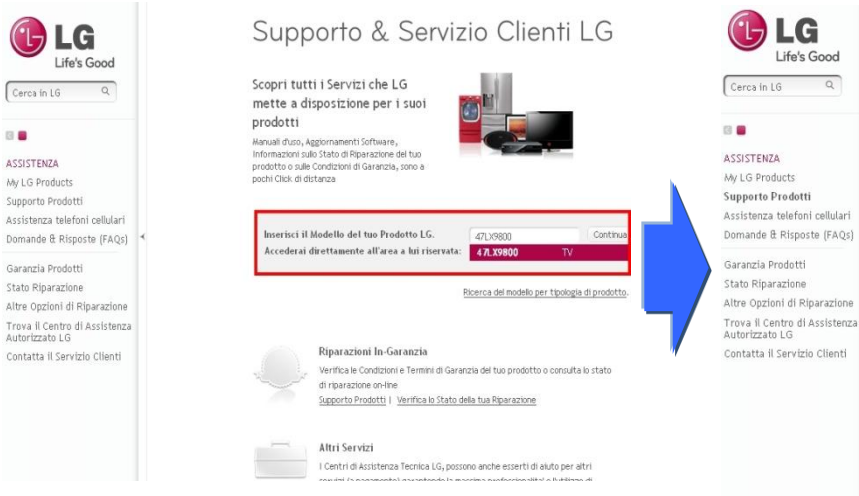 LG
Life's Good
Cerca in LG
ASSISTENZA
My LG Products
Supporto Prodotti
Assistenza telefoni cellulari
Domande & Risposte (FAQs)
Garanzia Prodotti
Stato Riparazione
Altre Opzioni di Riparazione
Trova il Centro di Assistenza
Autorizzato LG
Contatta il Servizio Clienti
Supporto & Servizio Clienti LG
Scopri tutti i Servizi che LG
mette a disposizione per i suoi
prodotti
Manuali d'uso, Aggiornamenti Software,
Informazioni sullo Stato di Riparazione del tuo
prodotto o sulle Condizioni di Garanzia, sono a
pochi Click di distanza
Inserisci il Modello del tuo Prodotto LG.
47LX9800
Continua
Accederai direttamente all'area a lui riservata:
47LX9800 TV
Ricerca del modello per tipologia di prodotto.
Riparazioni In-Garanzia
Verifica le Condizioni e Termini di Garanzia del tuo prodotto o consulta lo stato
di riparazione on-line
Supporto Prodotti | Verifica lo Stato della tua Riparazione
Altri Servizi
I Centri di Assistenza Tecnica LG, possono anche esserti di aiuto per altri
LG
Life's Good
Cerca in LG
ASSISTENZA
My LG Products
Supporto Prodotti
Assistenza telefoni cellulari
Domande & Risposte (FAQs)
Garanzia Prodotti
Stato Riparazione
Altre Opzioni di Riparazione
Trova il Centro di Assistenza
Autorizzato LG
Contatta il Servizio Clienti